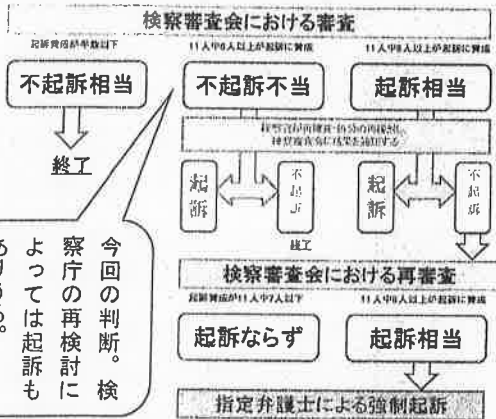 検察審査会における審査
起訴賛成が半数以下
11人中6人以上が起訴に賛成
11人中8人以上が起訴に賛成
不起訴相当
不起訴不当
起訴相当
終了
起訴
不起訴
起訴
不起訴
終了
今回の判断。検
察庁の再検討に
よっては起訴も
ありうる。
検察審査会における再審査
起訴賛成が11人中7人以下
11人中8人以上が起訴に賛成
起訴ならず
起訴相当
指定弁護士による強制起訴